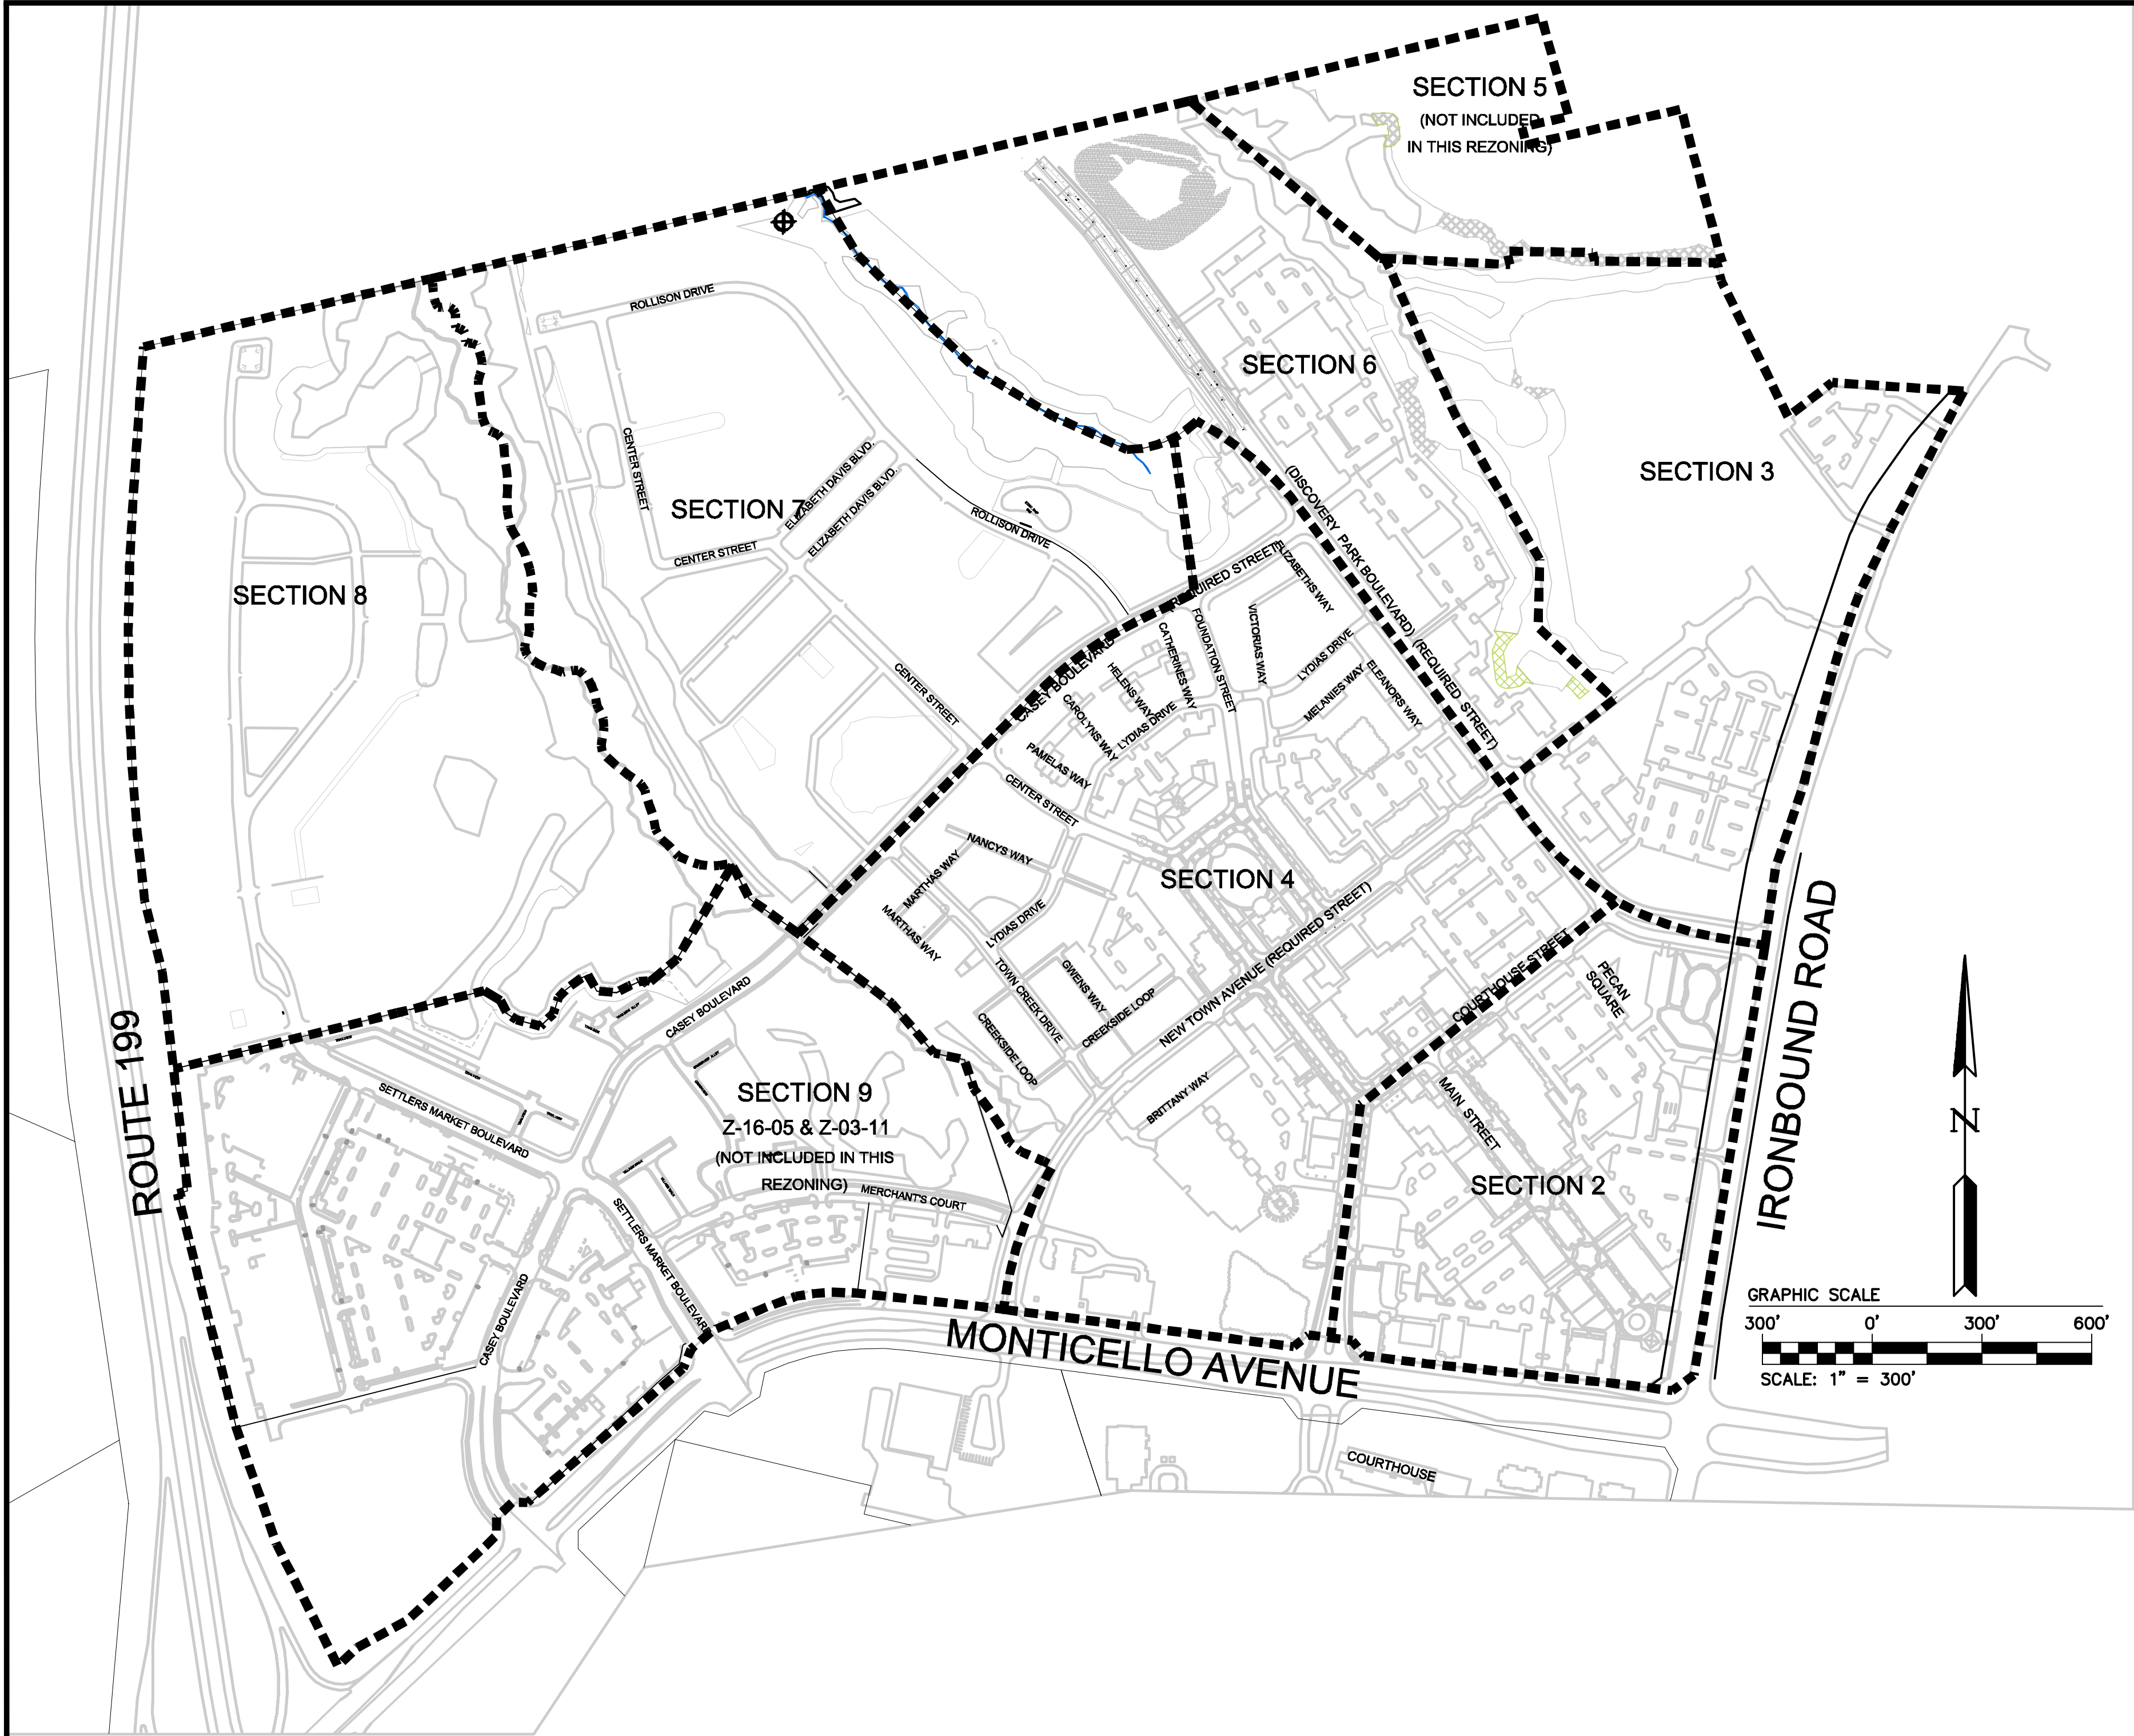 SECTION 5
(NOT INCLUDED
IN THIS REZONING)
ROLLISON DRIVE
SECTION 6
CENTER STREET
SECTION 3
ELIZABETH DAVIS BLVD.
ELIZABETH DAVIS BLVD.
SECTION 7
ROLLISON DRIVE
(DISCOVERY PARK BOULEVARD) (REQUIRED STREET)
CENTER STREET
SECTION 8
(REQUIRED STREET)
ELIZABETHS WAY
CASEY BOULEVARD
CATHERINES WAY
FOUNDATION STREET
VICTORIAS WAY
LYDIAS DRIVE
HELENS WAY
MELANIES WAY
ELEANORS WAY
CENTER STREET
CAROLYNS WAY
LYDIAS DRIVE
PAMELAS WAY
CENTER STREET
NANCYS WAY
MARTHAS WAY
SECTION 4
MARTHAS WAY
LYDIAS DRIVE
NEW TOWN AVENUE (REQUIRED STREET)
COURTHOUSE STREET
PECAN
SQUARE
IRONBOUND ROAD
TOWN CREEK DRIVE
GWENS WAY
CREEKSIDE LOOP
CREEKSIDE LOOP
CASEY BOULEVARD
ROUTE 199
SETTLERS MARKET BOULEVARD
SECTION 9
Z-16-05 & Z-03-11
(NOT INCLUDED IN THIS
REZONING)
MERCHANT'S COURT
BRITTANY WAY
MAIN STREET
SECTION 2
N
SETTLERS MARKET BOULEVARD
CASEY BOULEVARD
MONTICELLO AVENUE
GRAPHIC SCALE
300' 0' 300' 600'
SCALE: 1" = 300'
COURTHOUSE